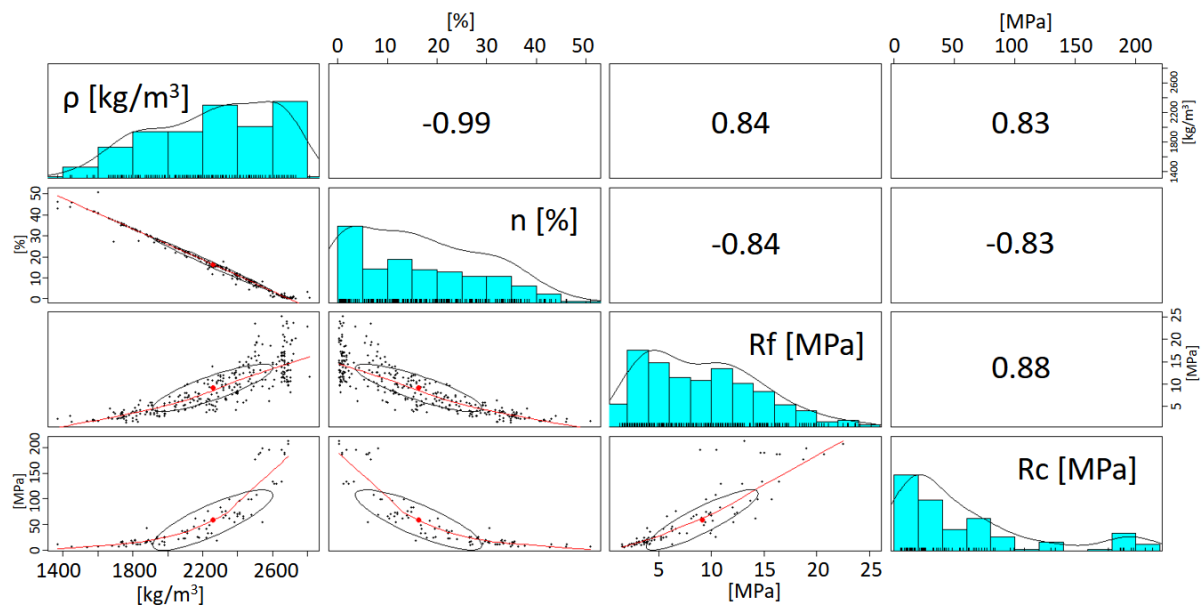 [%] [MPa]
0 10 20 30 40 50 0 50 100 150 200
ρ [kg/m³] -0.99 0.84 0.83
1400 1800 2200 2600
[kg/m³]
n [%] -0.84 -0.83
0 10 20 30 40 50
[%]
Rf [MPa] 0.88
5 10 15 20 25
[MPa]
Rc [MPa]
0 50 100 150 200
[MPa]
1400 1800 2200 2600 5 10 15 20 25
[kg/m³] [MPa]